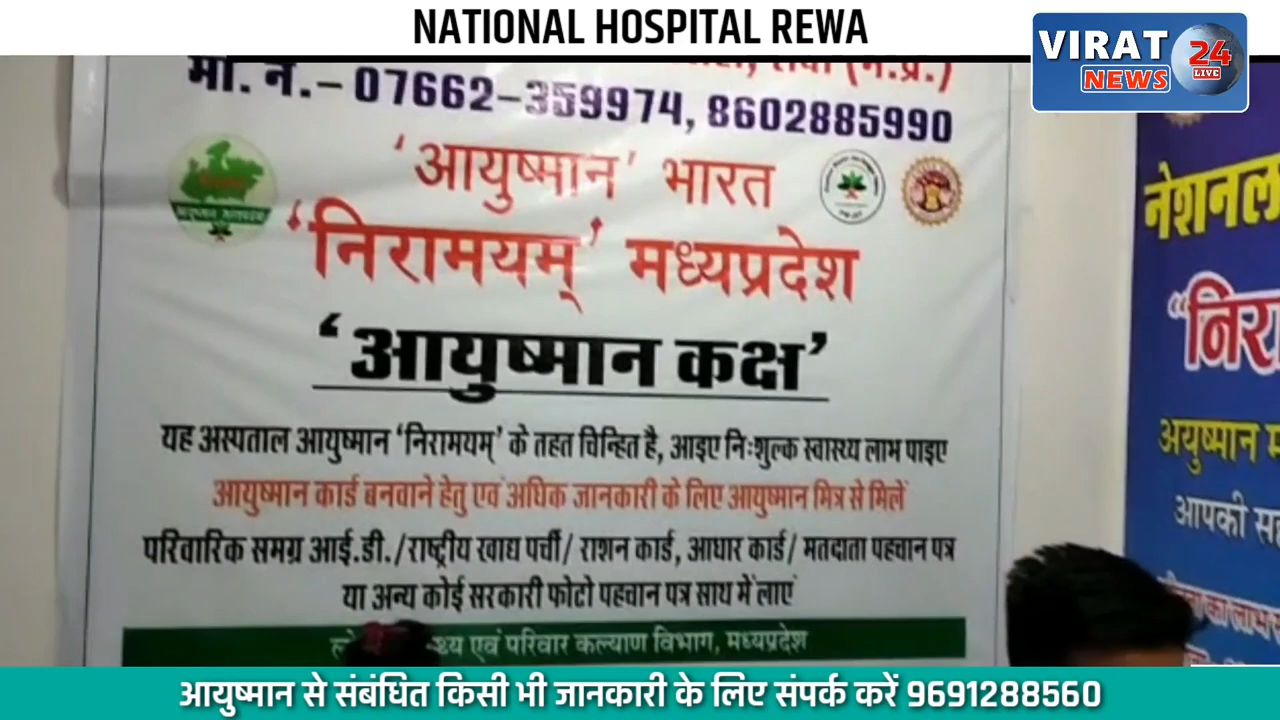 NATIONAL HOSPITAL REWA
VIRAT
NEWS
24
LIVE
रीवा (म.प्र.)
मो. न.- 07662-359974, 8602885990
'आयुष्मान' भारत
'निरामयम्' मध्यप्रदेश
'आयुष्मान कक्ष'
यह अस्पताल आयुष्मान 'निरामयम्' के तहत चिन्हित है, आइए निःशुल्क स्वास्थ्य लाभ पाइए
आयुष्मान कार्ड बनवाने हेतु एवं अधिक जानकारी के लिए आयुष्मान मित्र से मिलें
परिवारिक समग्र आई.डी./राष्ट्रीय खाद्य पर्ची/ राशन कार्ड, आधार कार्ड/ मतदाता पहचान पत्र
या अन्य कोई सरकारी फोटो पहचान पत्र साथ में लाएं
एवं परिवार कल्याण विभाग, मध्यप्रदेश
नेशनल
"निरा
अयुष्मान
आपकी
का लाभ
आयुष्मान से संबंधित किसी भी जानकारी के लिए संपर्क करें 9691288560